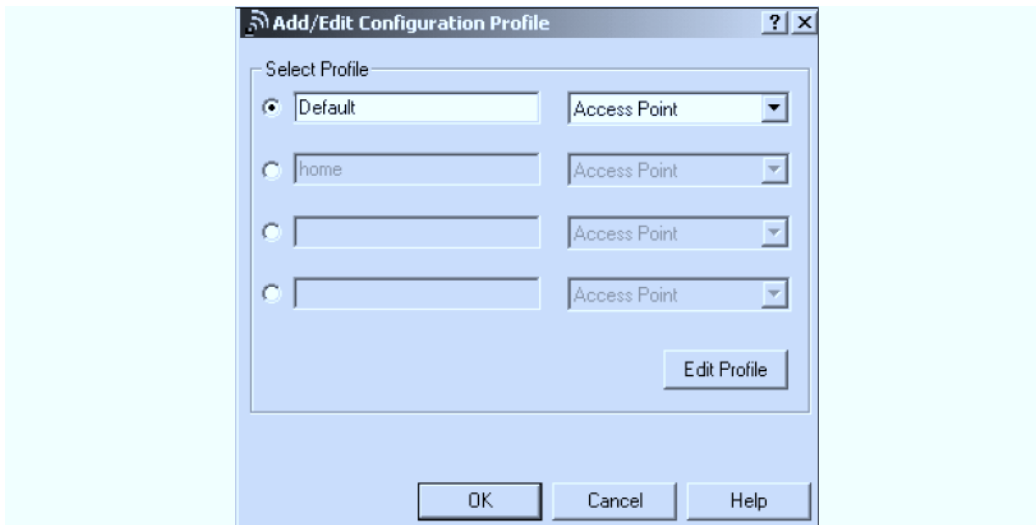 Add/Edit Configuration Profile ? ×
Select Profile
Default Access Point
home Access Point
Access Point
Access Point
Edit Profile
OK Cancel Help